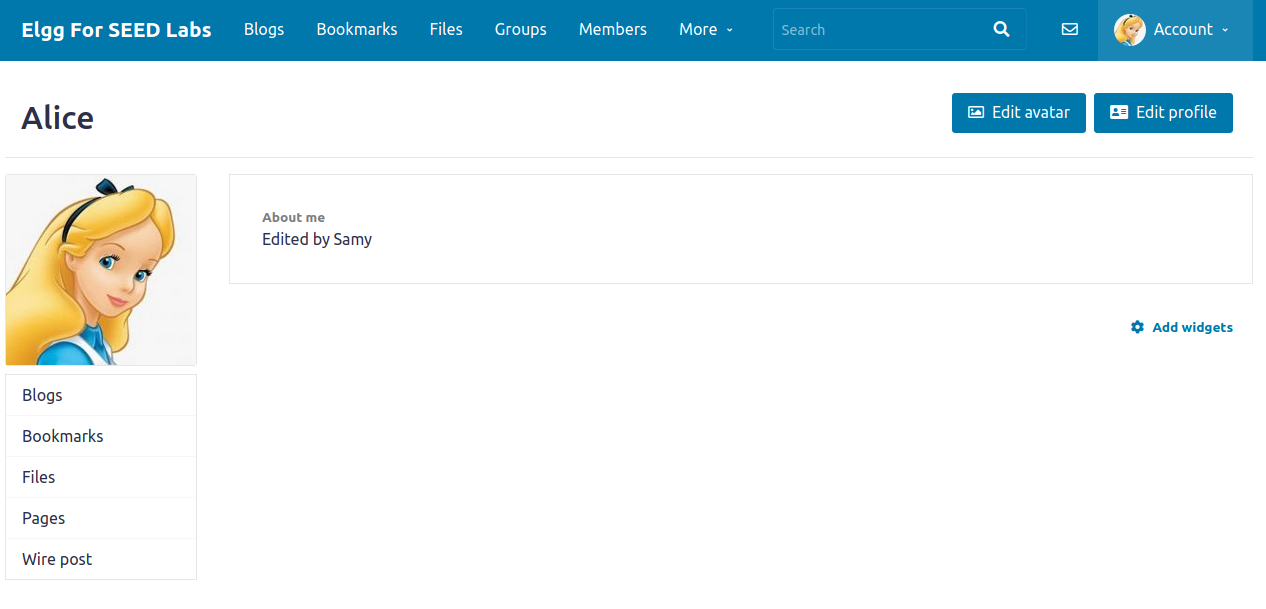 Elgg For SEED Labs Blogs Bookmarks Files Groups Members More Search Account
Alice Edit avatar Edit profile
About me
Edited by Samy
Add widgets
Blogs
Bookmarks
Files
Pages
Wire post